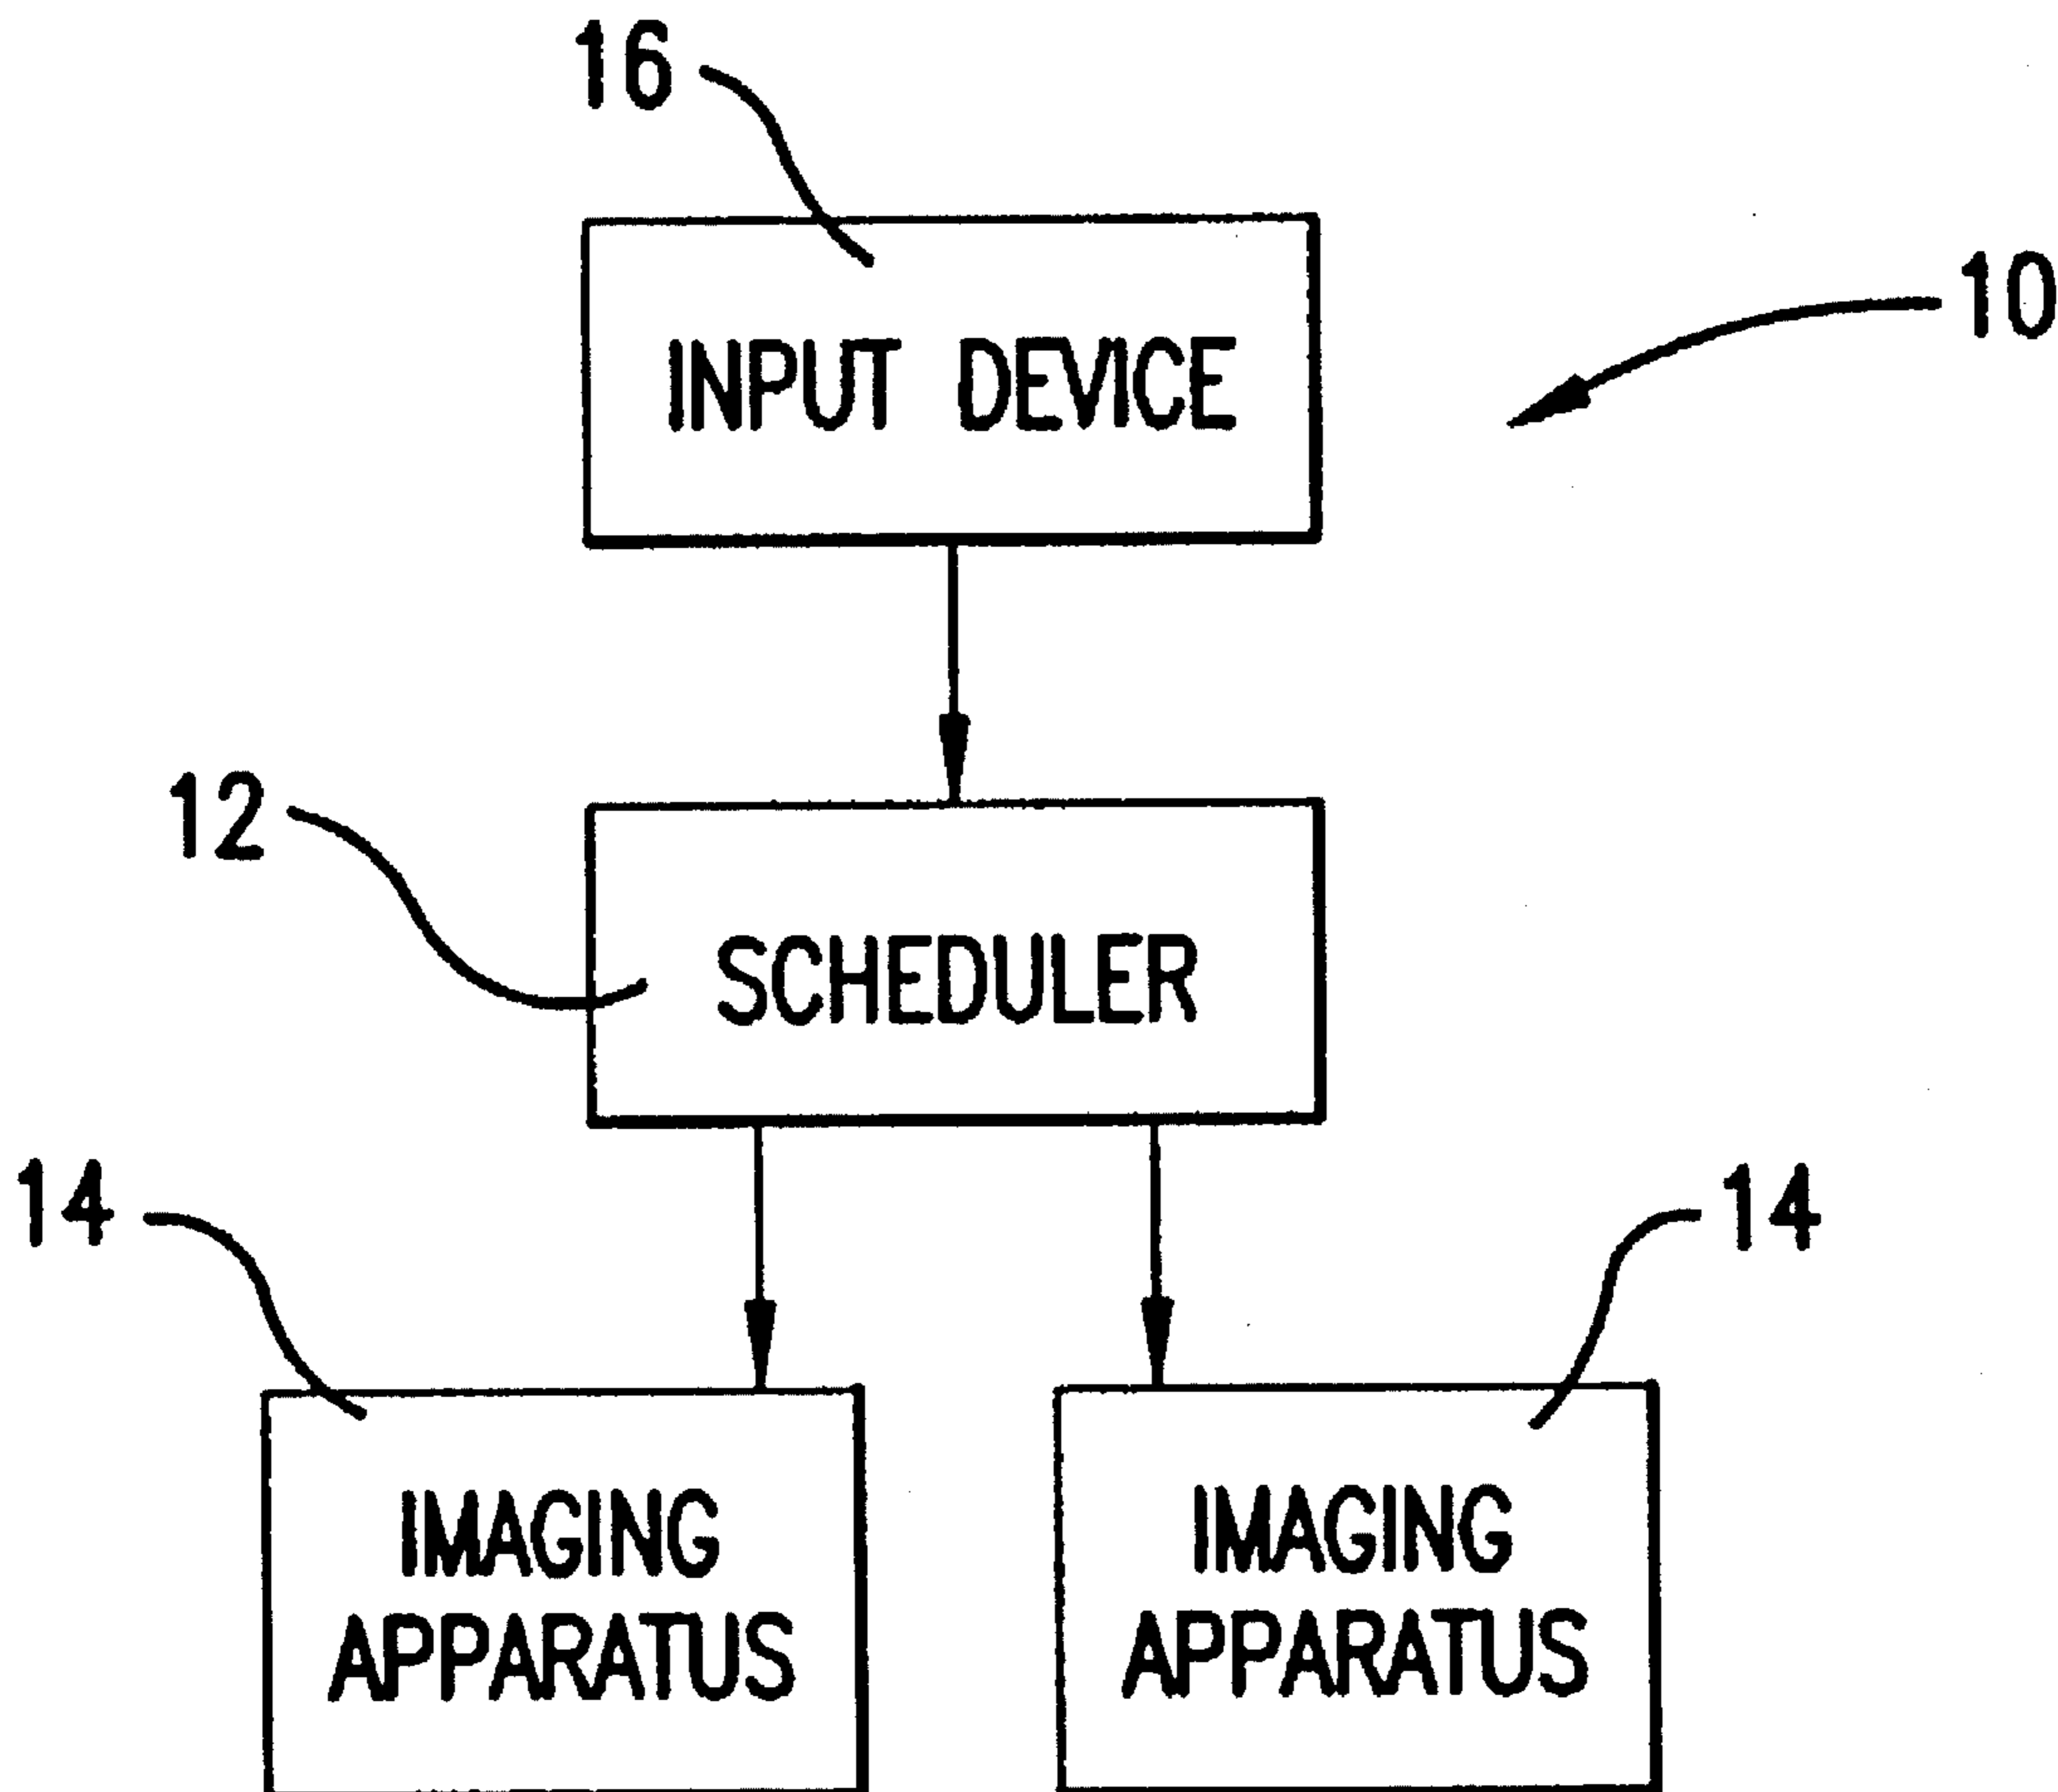 16
10
INPUT DEVICE
12
SCHEDULER
14
14
IMAGING
APPARATUS
IMAGING
APPARATUS